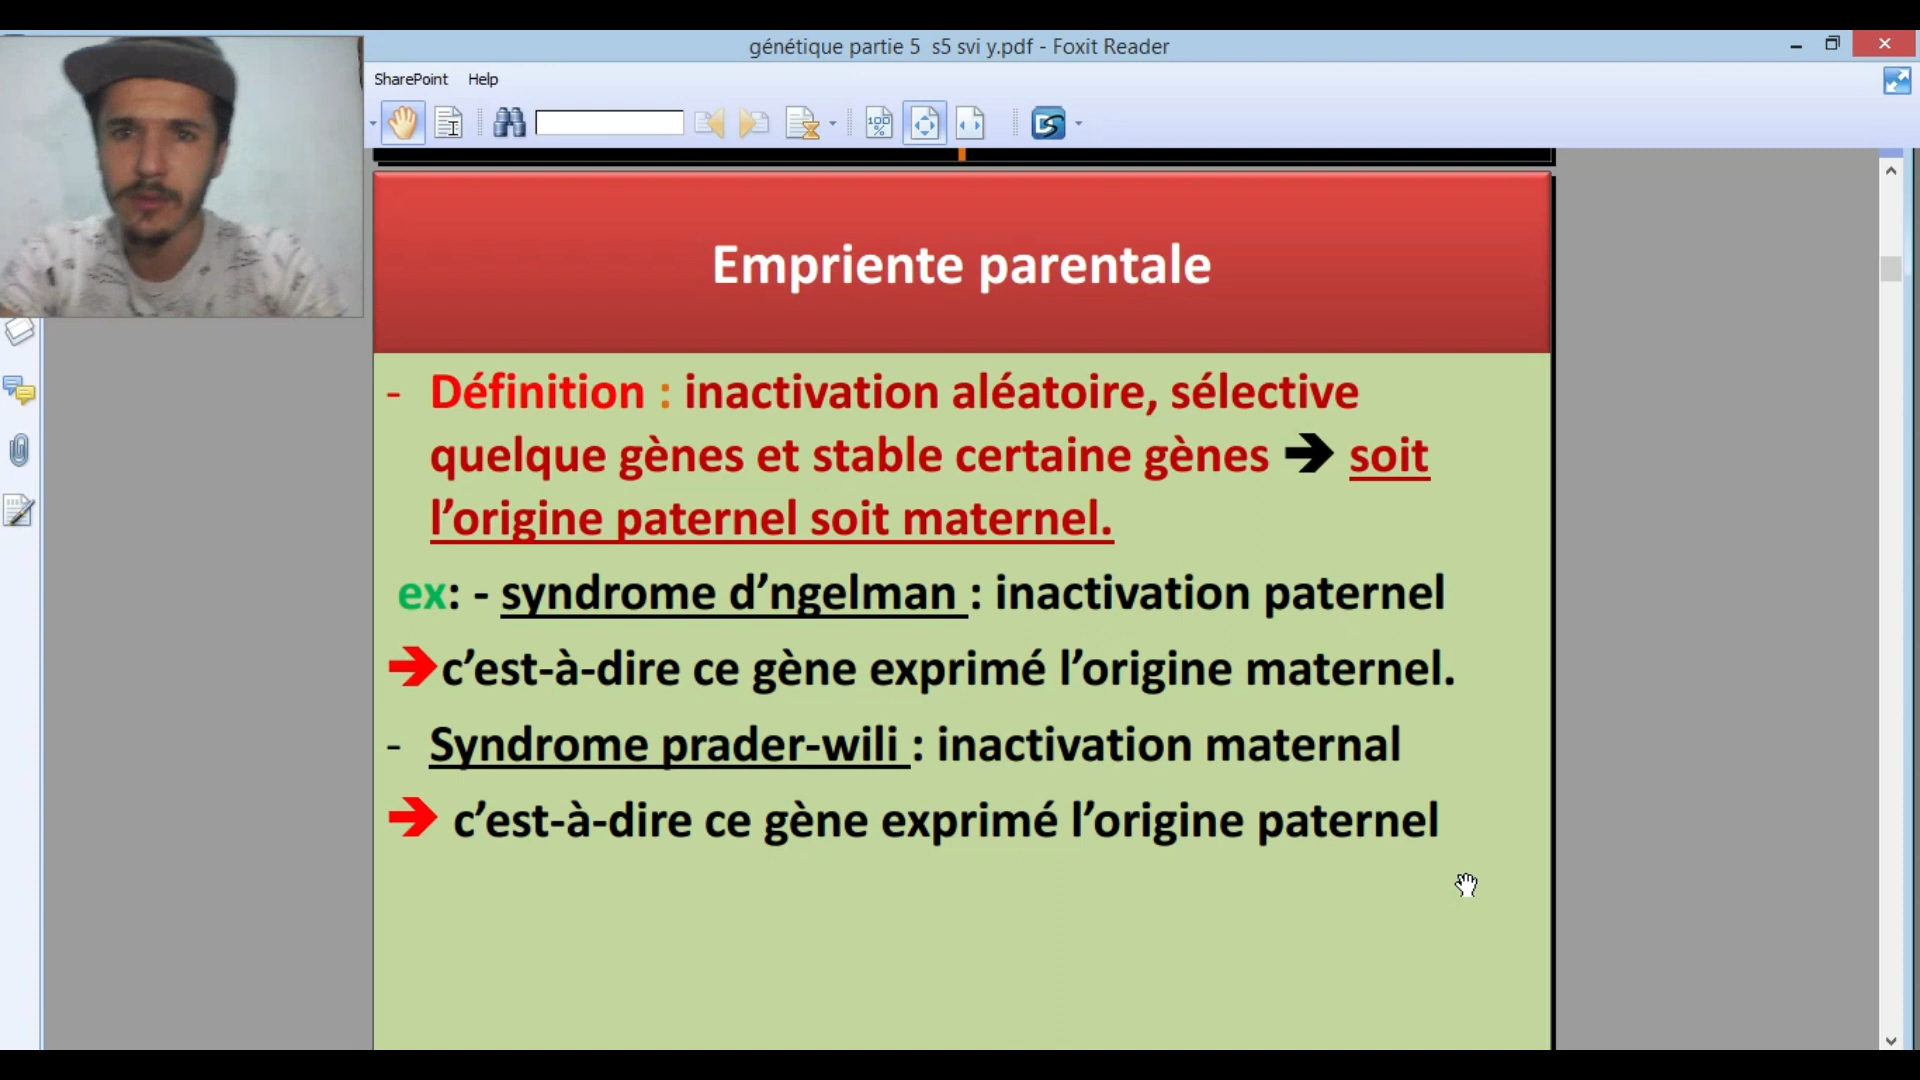 génétique partie 5 s5 svi y.pdf - Foxit Reader
SharePoint Help
Empriente parentale
- Définition : inactivation aléatoire, sélective
quelque gènes et stable certaine gènes ➔ soit
l’origine paternel soit maternel.
ex: - syndrome d’ngelman : inactivation paternel
➔c’est-à-dire ce gène exprimé l’origine maternel.
- Syndrome prader-wili : inactivation maternal
➔ c’est-à-dire ce gène exprimé l’origine paternel